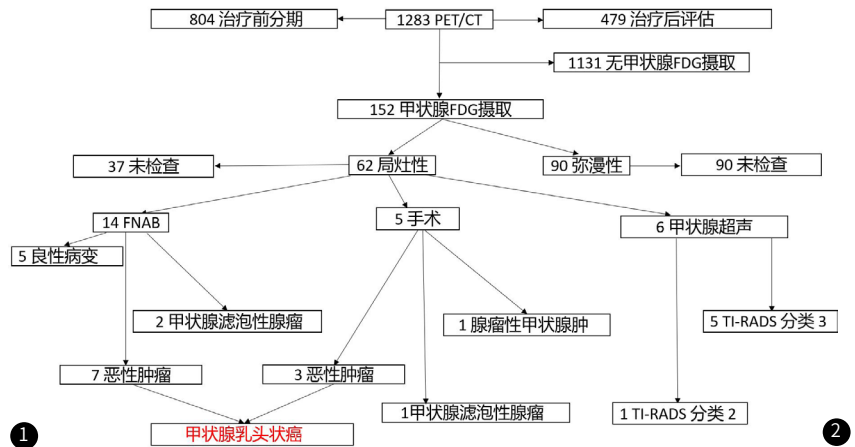 804 治疗前分期
1283 PET/CT
479 治疗后评估
1131 无甲状腺FDG摄取
152 甲状腺FDG摄取
37 未检查
62 局灶性
90 弥漫性
90 未检查
14 FNAB
5 手术
6 甲状腺超声
5 良性病变
2 甲状腺滤泡性腺瘤
1 腺瘤性甲状腺肿
5 TI-RADS 分类 3
7 恶性肿瘤
3 恶性肿瘤
1甲状腺滤泡性腺瘤
1 TI-RADS 分类 2
甲状腺乳头状癌
1
2